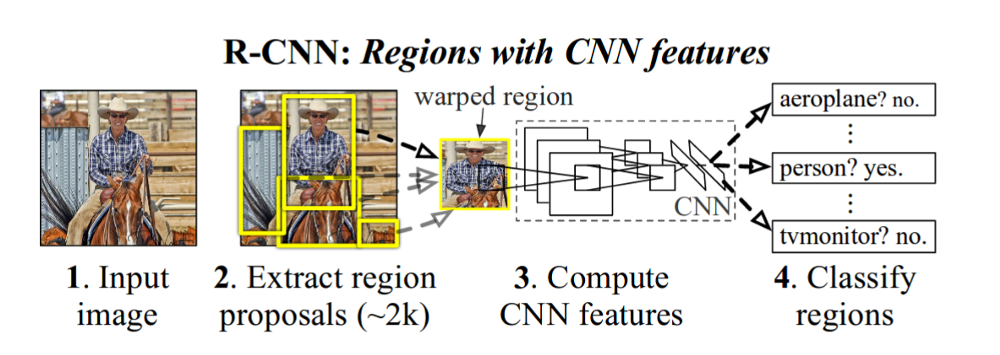 R-CNN: Regions with CNN features
warped region
aeroplane? no.
⋮
person? yes.
⋮
tvmonitor? no.
CNN
1. Input
image
2. Extract region
proposals (~2k)
3. Compute
CNN features
4. Classify
regions